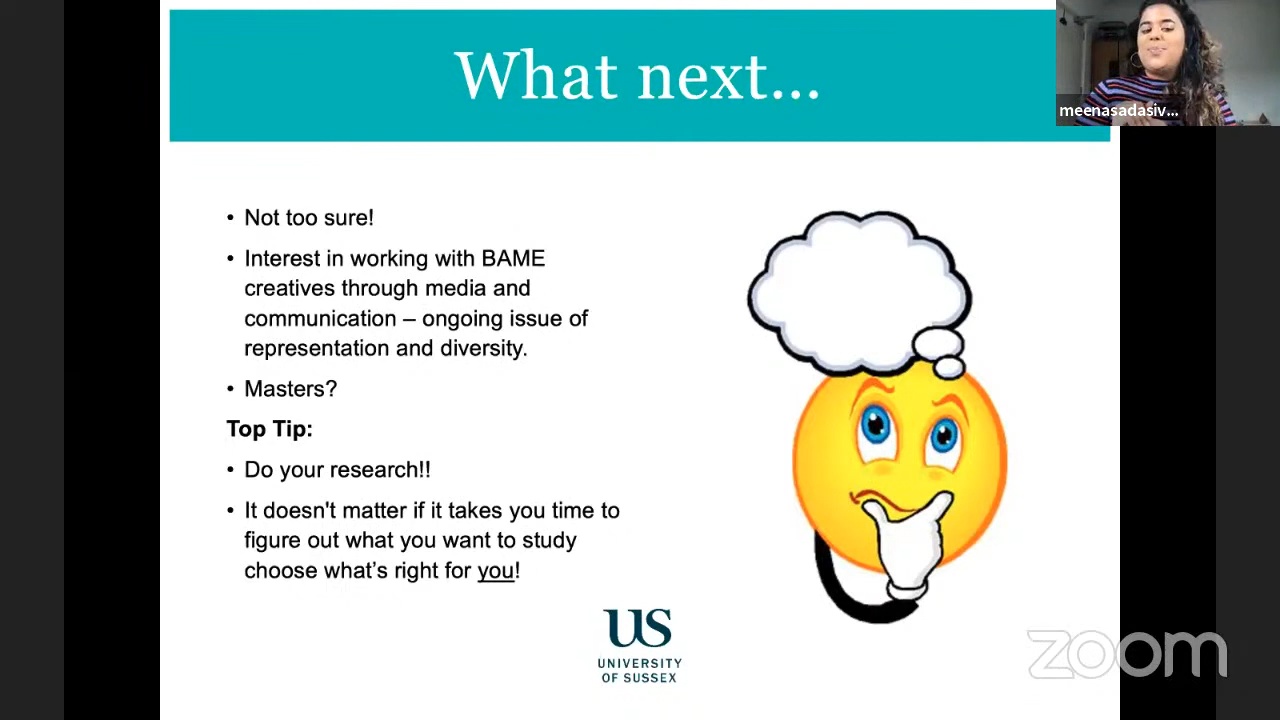 What next...
meenasadasiv...
• Not too sure!
• Interest in working with BAME
creatives through media and
communication – ongoing issue of
representation and diversity.
• Masters?
Top Tip:
• Do your research!!
• It doesn't matter if it takes you time to
figure out what you want to study
choose what's right for you!
US
UNIVERSITY
OF SUSSEX
zoom